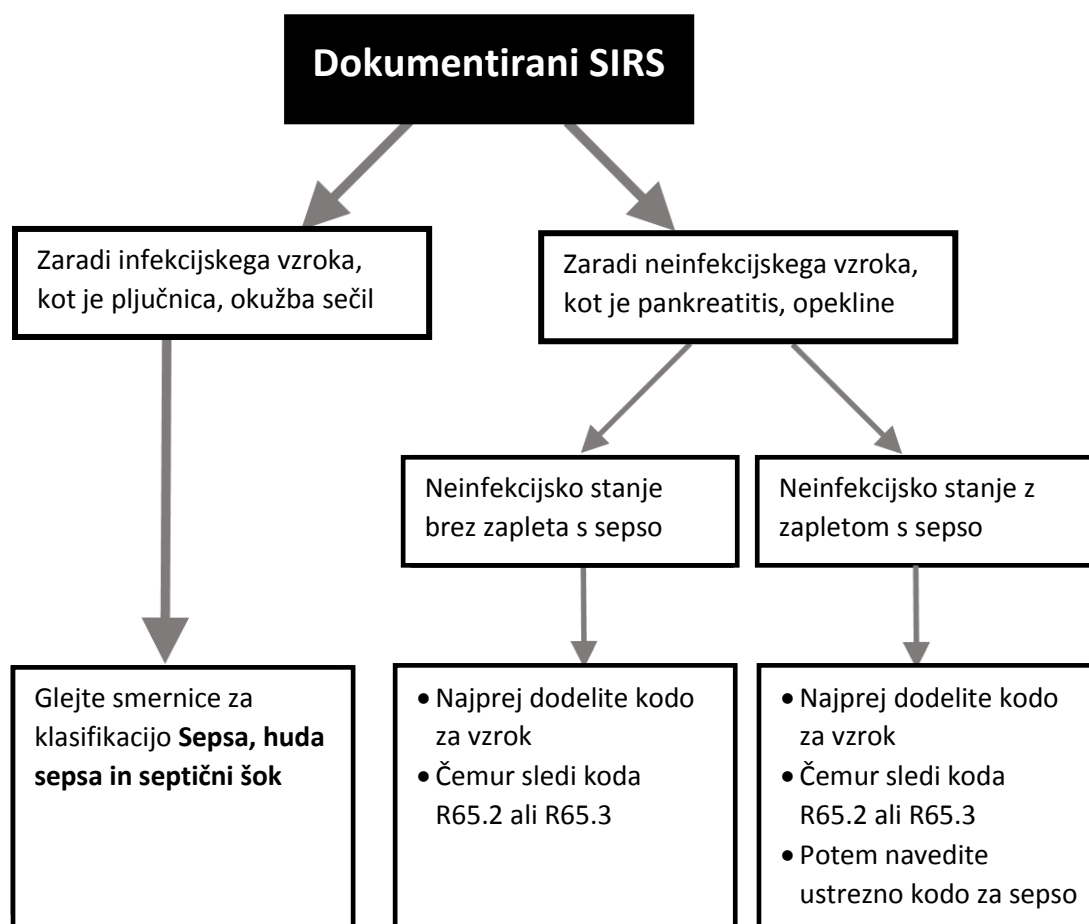 Dokumentirani SIRS
Zaradi infekcijskega vzroka,
kot je pljučnica, okužba sečil
Zaradi neinfekcijskega vzroka,
kot je pankreatitis, opekline
Neinfekcijsko stanje
brez zapleta s sepso
Neinfekcijsko stanje z
zapletom s sepso
Glejte smernice za
klasifikacijo Sepsa, huda
sepsa in septični šok
• Najprej dodelite kodo
za vzrok
• Čemur sledi koda
R65.2 ali R65.3
• Najprej dodelite kodo
za vzrok
• Čemur sledi koda
R65.2 ali R65.3
• Potem navedite
ustrezno kodo za sepso